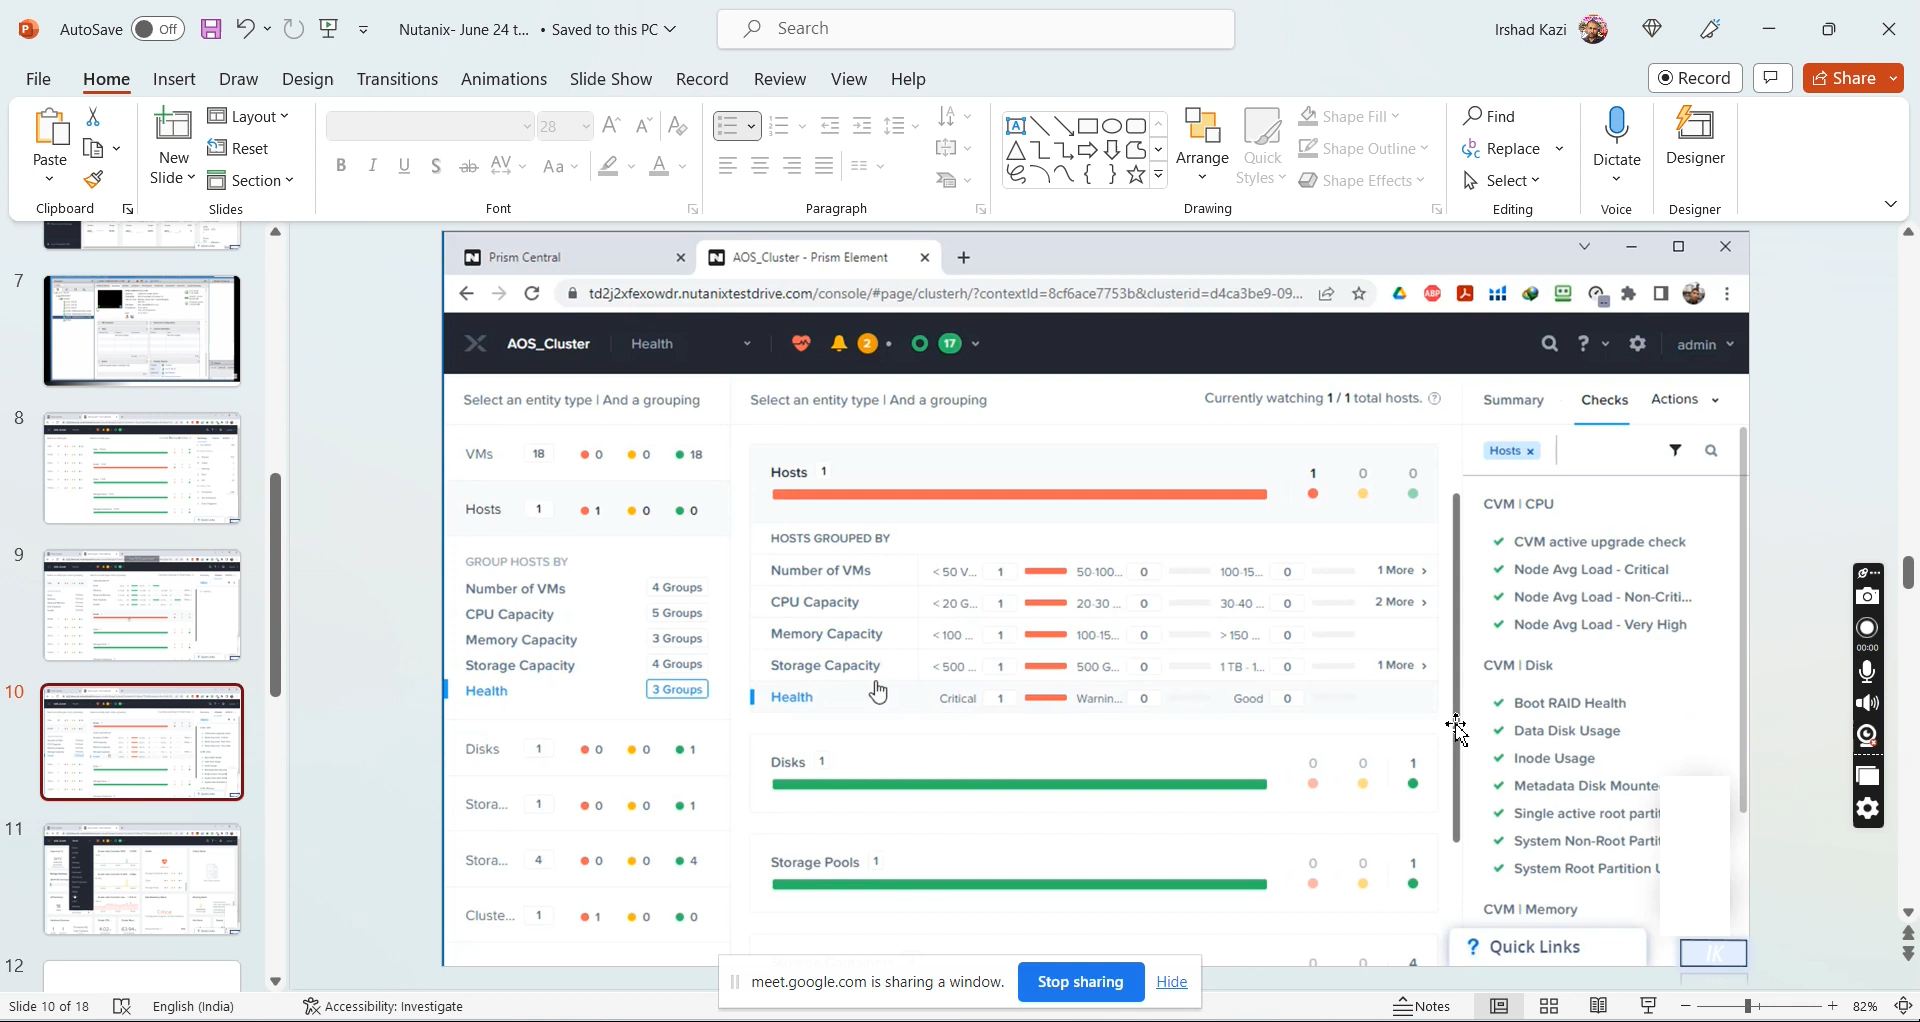 AutoSave Off Nutanix- June 24 t... • Saved to this PC Search Irshad Kazi
File Home Insert Draw Design Transitions Animations Slide Show Record Review View Help Record Share
Paste
New Slide
Layout
Reset
Section
28
Arrange
Quick Styles
Shape Fill
Shape Outline
Shape Effects
Find
Replace
Select
Dictate
Designer
Clipboard Slides Font Paragraph Drawing Editing Voice Designer
7
8
9
10
11
12
Prism Central AOS_Cluster - Prism Element
td2j2xfexowdr.nutanixtestdrive.com/console/#page/clusterh/?contextId=8cf6ace7753b&clusterid=d4ca3be9-09...
AOS_Cluster Health 2 17 admin
Select an entity type | And a grouping
VMs 18 0 0 18
Hosts 1 1 0 0
GROUP HOSTS BY
Number of VMs 4 Groups
CPU Capacity 5 Groups
Memory Capacity 3 Groups
Storage Capacity 4 Groups
Health 3 Groups
Disks 1 0 0 1
Stora... 1 0 0 1
Stora... 4 0 0 4
Cluste... 1 1 0 0
Select an entity type | And a grouping Currently watching 1 / 1 total hosts.
Hosts 1 1 0 0
HOSTS GROUPED BY
Number of VMs < 50 V... 1 50-100... 0 100-15... 0 1 More
CPU Capacity < 20 G... 1 20-30 ... 0 30-40 ... 0 2 More
Memory Capacity < 100 ... 1 100-15... 0 > 150 ... 0
Storage Capacity < 500 ... 1 500 G... 0 1 TB - 1... 0 1 More
Health Critical 1 Warnin... 0 Good 0
Disks 1 0 0 1
Storage Pools 1 0 0 1
0 0 4
Summary Checks Actions
Hosts ×
CVM | CPU
CVM active upgrade check
Node Avg Load - Critical
Node Avg Load - Non-Criti...
Node Avg Load - Very High
CVM | Disk
Boot RAID Health
Data Disk Usage
Inode Usage
Metadata Disk Mounte
Single active root parti
System Non-Root Parti
System Root Partition U
CVM | Memory
? Quick Links
IK
00:00
meet.google.com is sharing a window. Stop sharing Hide
Slide 10 of 18 English (India) Accessibility: Investigate Notes 82%